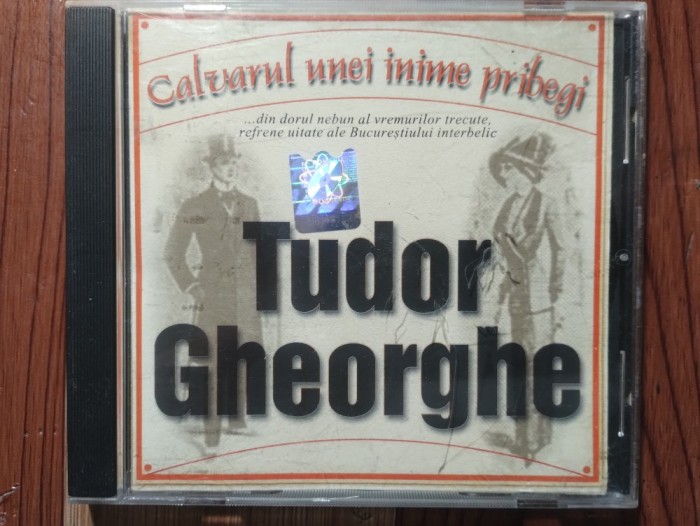 Calvarul unei inime pribegi
...din dorul nebun al vremurilor trecute,
refrene uitate ale Bucureştiului interbelic
Tudor
Gheorghe